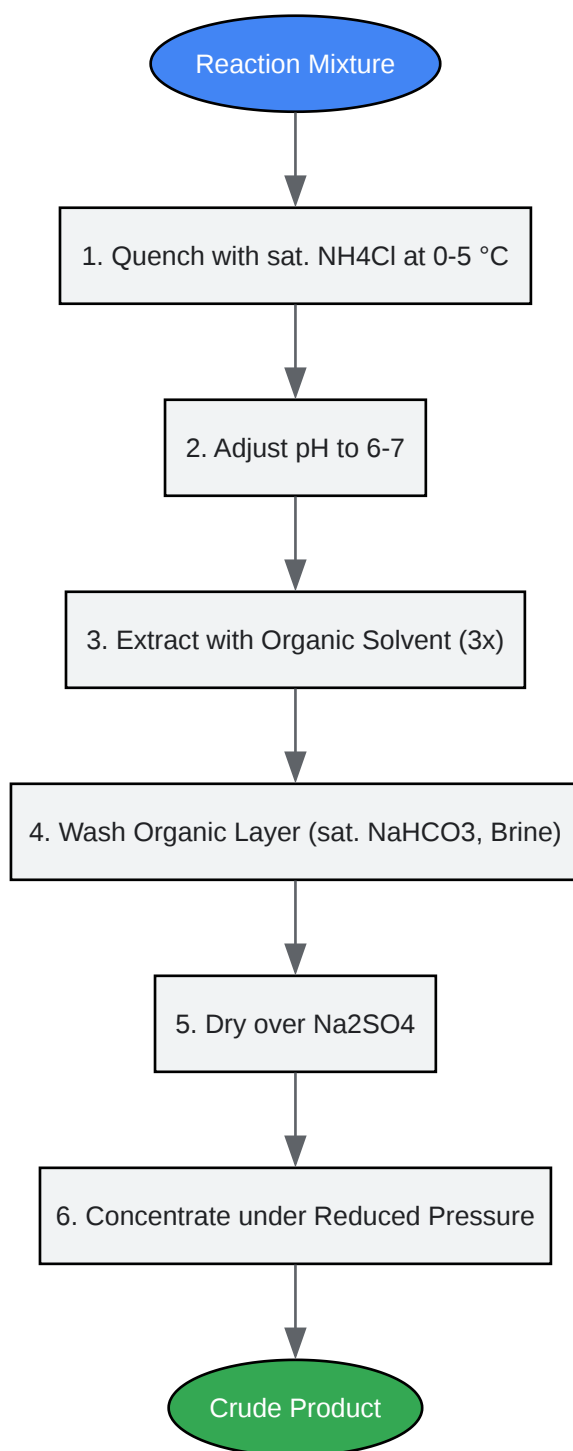 Reaction Mixture
1. Quench with sat. NH4Cl at 0-5 °C
2. Adjust pH to 6-7
3. Extract with Organic Solvent (3x)
4. Wash Organic Layer (sat. NaHCO3, Brine)
5. Dry over Na2SO4
6. Concentrate under Reduced Pressure
Crude Product